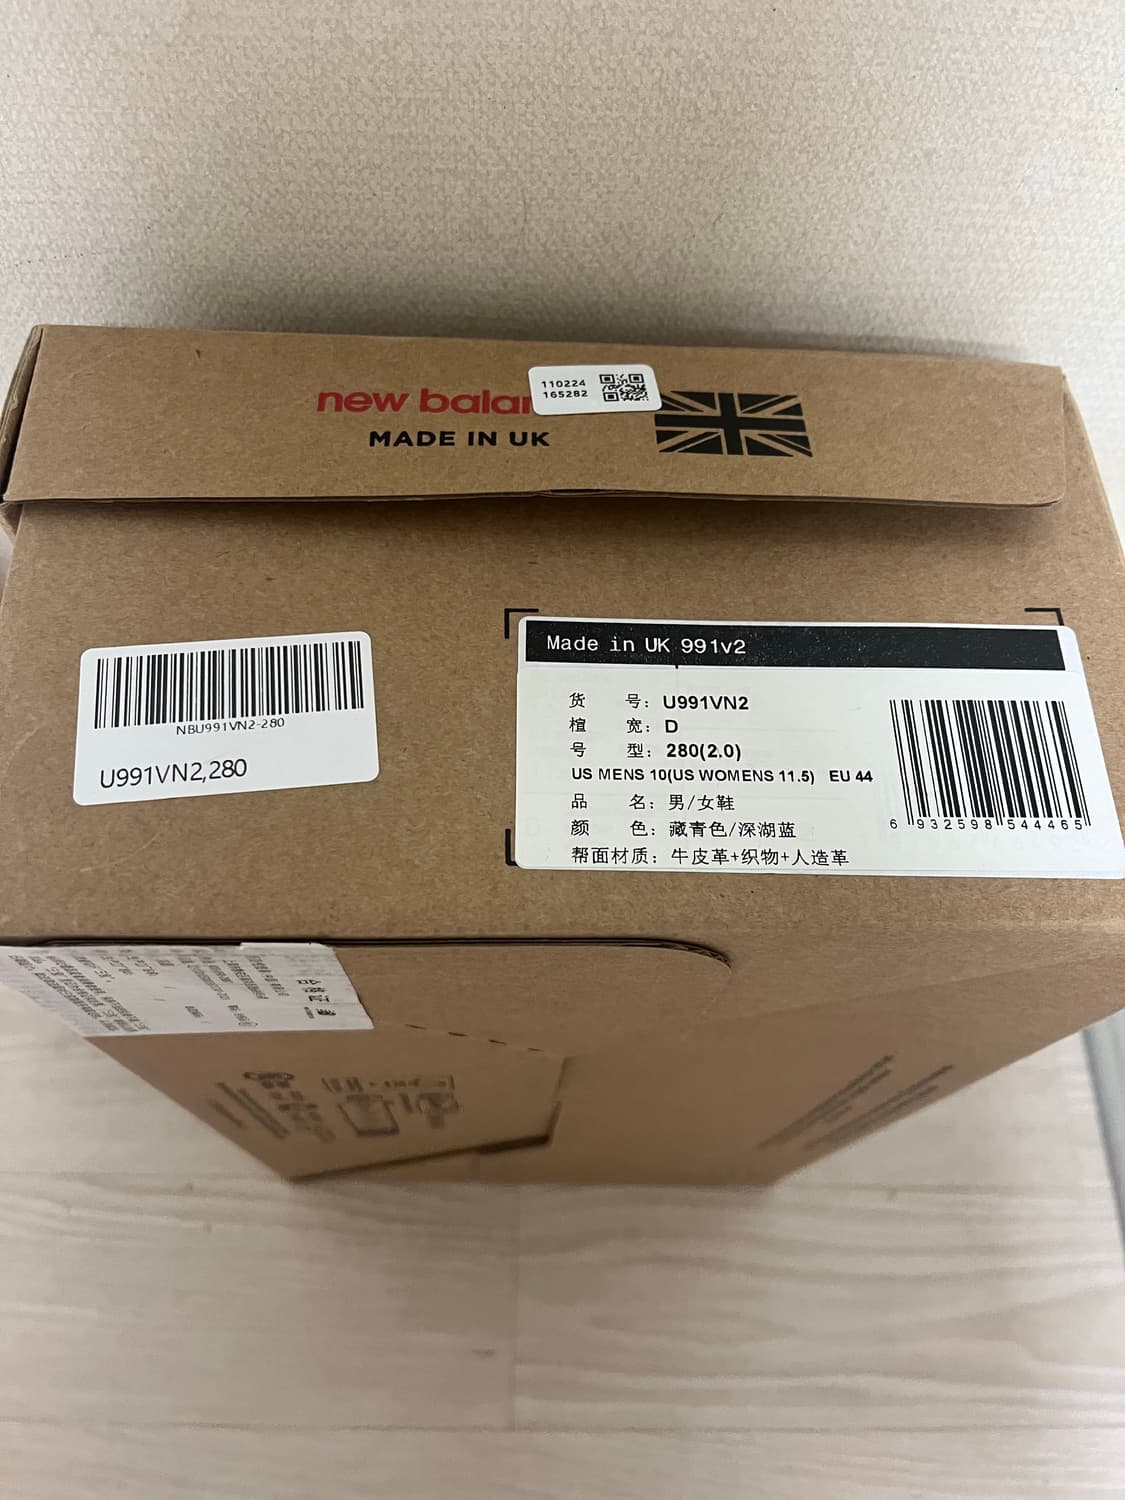 new balan
MADE IN UK
110224
165282
NBU991VN2-280
U991VN2,280
Made in UK 991v2
货 号: U991VN2
楦 宽: D
号 型: 280(2.0)
US MENS 10(US WOMENS 11.5) EU 44
品 名: 男/女鞋
颜 色: 藏青色/深湖蓝
帮面材质: 牛皮革+织物+人造革
6 932598 544465
合格证